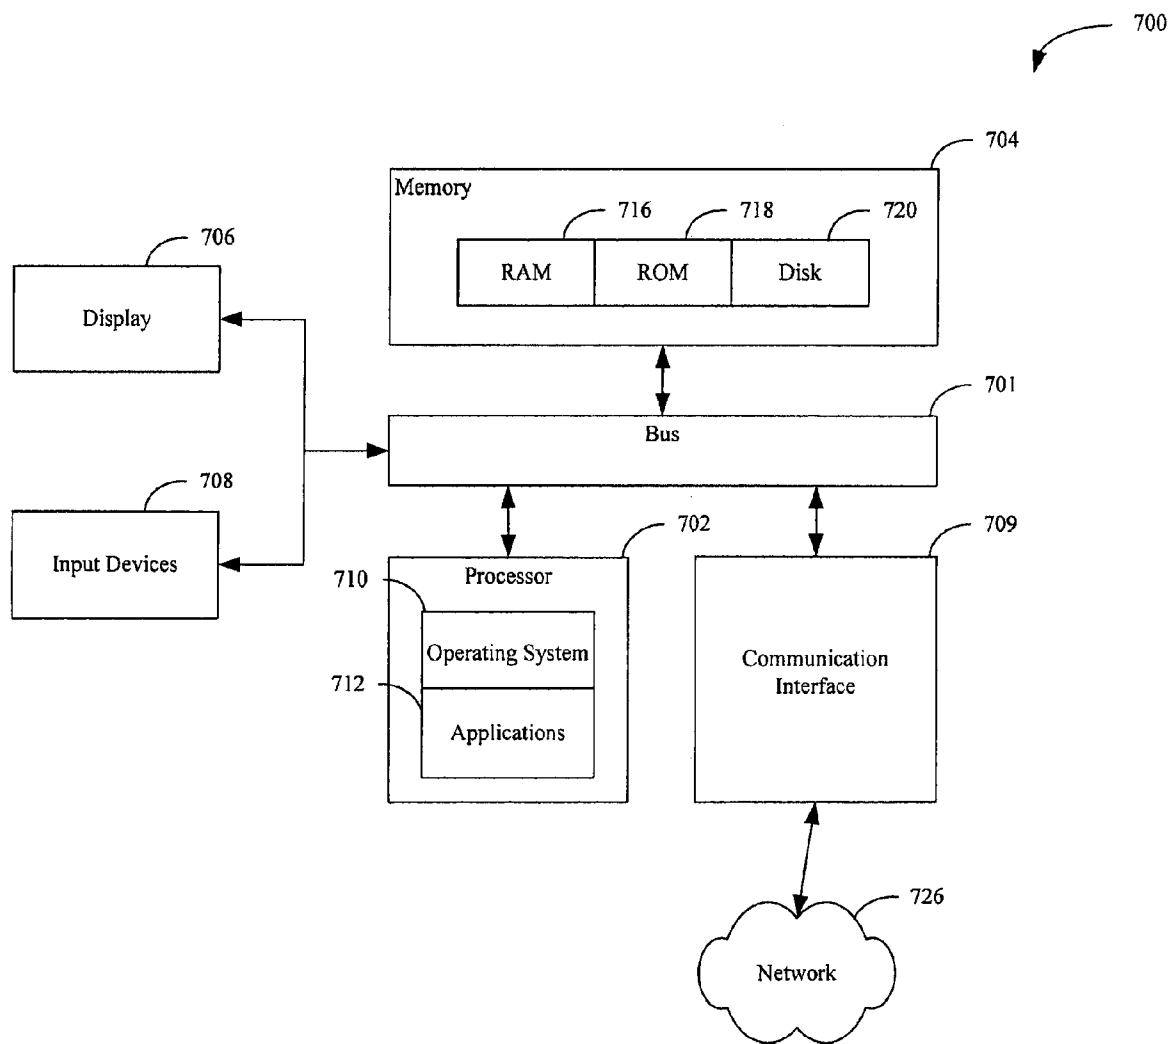 700
704
Memory
716
718
720
RAM
ROM
Disk
706
Display
701
Bus
708
Input Devices
702
709
Processor
710
Operating System
712
Applications
Communication
Interface
726
Network